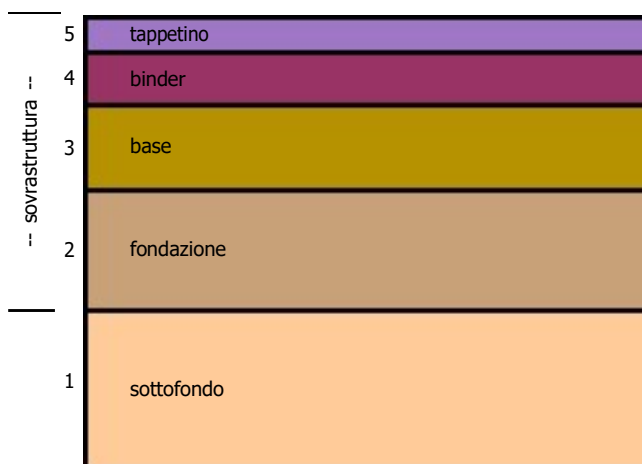 5 tappetino
4 binder
3 base
2 fondazione
1 sottofondo
-- sovrastruttura --